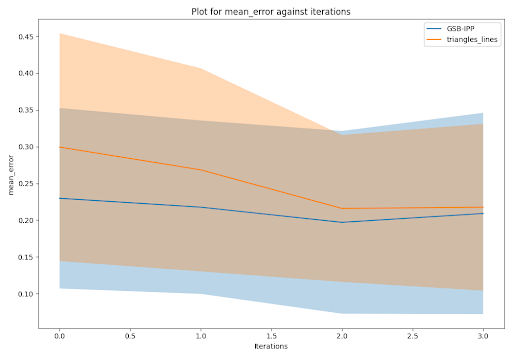 Plot for mean_error against iterations
GSB-IPP
triangles_lines
mean_error
0.45
0.40
0.35
0.30
0.25
0.20
0.15
0.10
0.0 0.5 1.0 1.5 2.0 2.5 3.0
Iterations